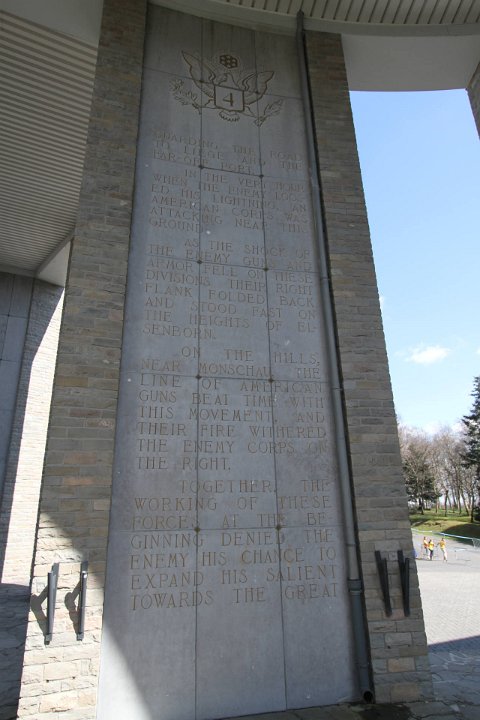 4
GUARDING THE ROAD
TO LIEGE AND THE
FAR-OFF PORT.
IN THE VERY HOUR
WHEN THE ENEMY LOOS-
ED HIS LIGHTNING, AN
AMERICAN CORPS WAS
ATTACKING NEAR THIS
GROUND.
AS THE SHOCK OF
THE ENEMY GUNS AND
ARMOR FELL ON THESE
DIVISIONS, THEIR RIGHT
FLANK FOLDED BACK
AND STOOD FAST ON
THE HEIGHTS OF EL-
SENBORN.
ON THE HILLS,
NEAR MONSCHAU, THE
LINE OF AMERICAN
GUNS BEAT TIME WITH
THIS MOVEMENT, AND
THEIR FIRE WITHERED
THE ENEMY CORPS ON
THE RIGHT.
TOGETHER, THE
WORKING OF THESE
FORCES AT THE BE-
GINNING DENIED THE
ENEMY HIS CHANCE TO
EXPAND HIS SALIENT
TOWARDS THE GREAT